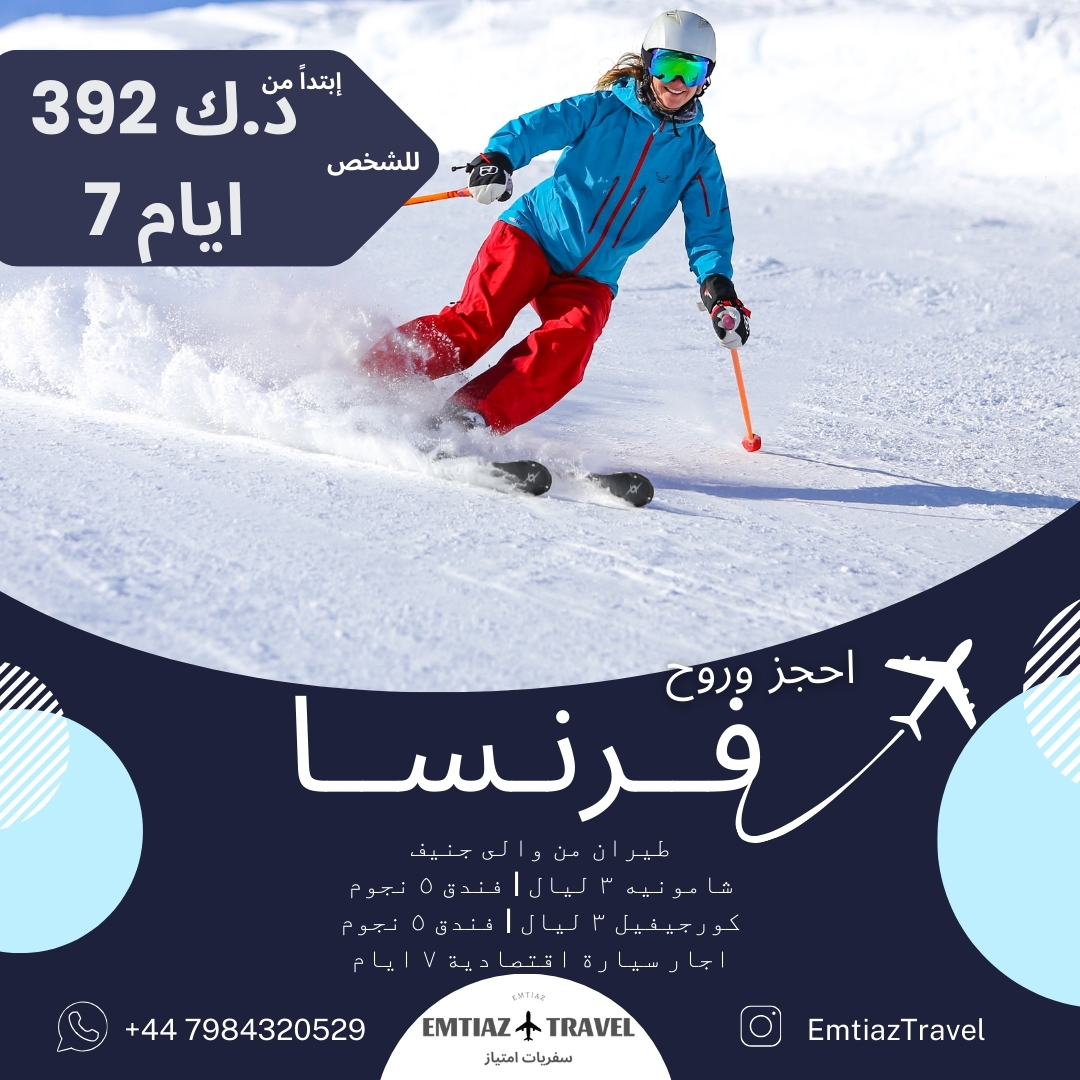 إبتداً من
392 د.ك
للشخص
7 ايام
احجز وروح
فرنسا
طيران من والى جنيف
شامونيه ٣ ليال | فندق ٥ نجوم
كورجيفيل ٣ ليال | فندق ٥ نجوم
اجار سيارة اقتصادية ٧ ايام
+44 7984320529
EMTIAZ
EMTIAZ TRAVEL
سفريات امتياز
EmtiazTravel